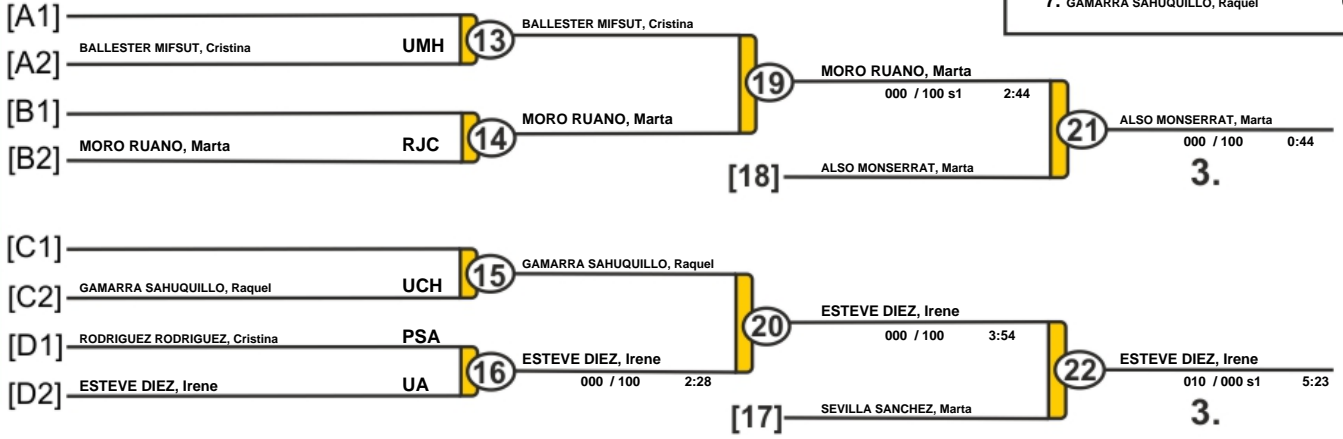 7. GAMARRA SAHUQUILLO, Raquel
[A1]
BALLESTER MIFSUT, Cristina
BALLESTER MIFSUT, Cristina UMH 13
[A2]
MORO RUANO, Marta
19
000 / 100 s1 2:44
[B1]
MORO RUANO, Marta
ALSO MONSERRAT, Marta
21
MORO RUANO, Marta RJC 14
000 / 100 0:44
[B2]
ALSO MONSERRAT, Marta
[18]
3.
[C1]
GAMARRA SAHUQUILLO, Raquel
15
GAMARRA SAHUQUILLO, Raquel UCH
[C2]
ESTEVE DIEZ, Irene
20
000 / 100 3:54
[D1] RODRIGUEZ RODRIGUEZ, Cristina PSA
ESTEVE DIEZ, Irene
ESTEVE DIEZ, Irene
16
22
000 / 100 2:28
010 / 000 s1 5:23
[D2] ESTEVE DIEZ, Irene UA
SEVILLA SANCHEZ, Marta
[17]
3.